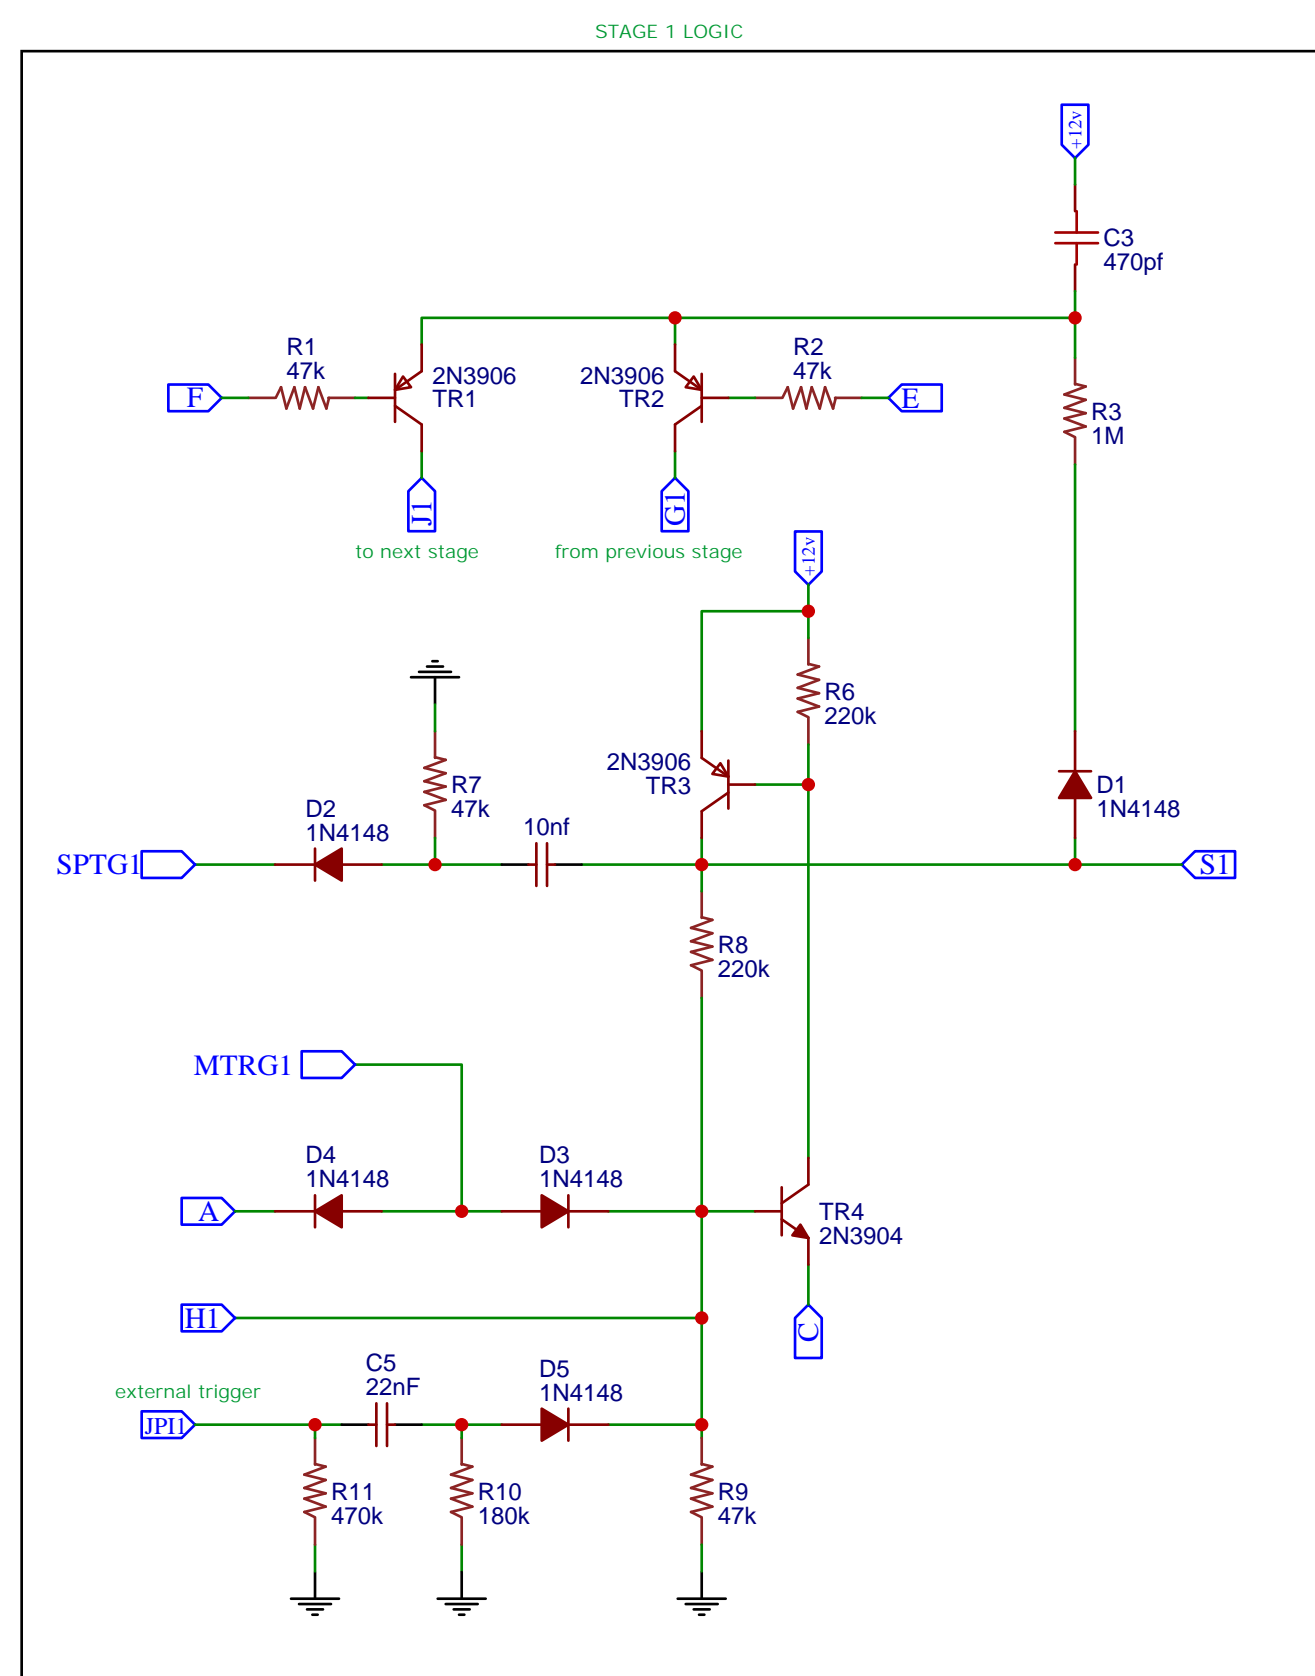 STAGE 1 LOGIC
+12v
C3
470pf
R1
47k
F
2N3906
TR1
2N3906
TR2
R2
47k
E
R3
1M
J1
G1
to next stage
from previous stage
+12v
R6
220k
2N3906
TR3
R7
47k
D1
1N4148
D2
1N4148
10nf
SPTG1
S1
R8
220k
MTRG1
D4
1N4148
D3
1N4148
A
TR4
2N3904
H1
C
C5
22nF
D5
1N4148
external trigger
JPI1
R11
470k
R10
180k
R9
47k